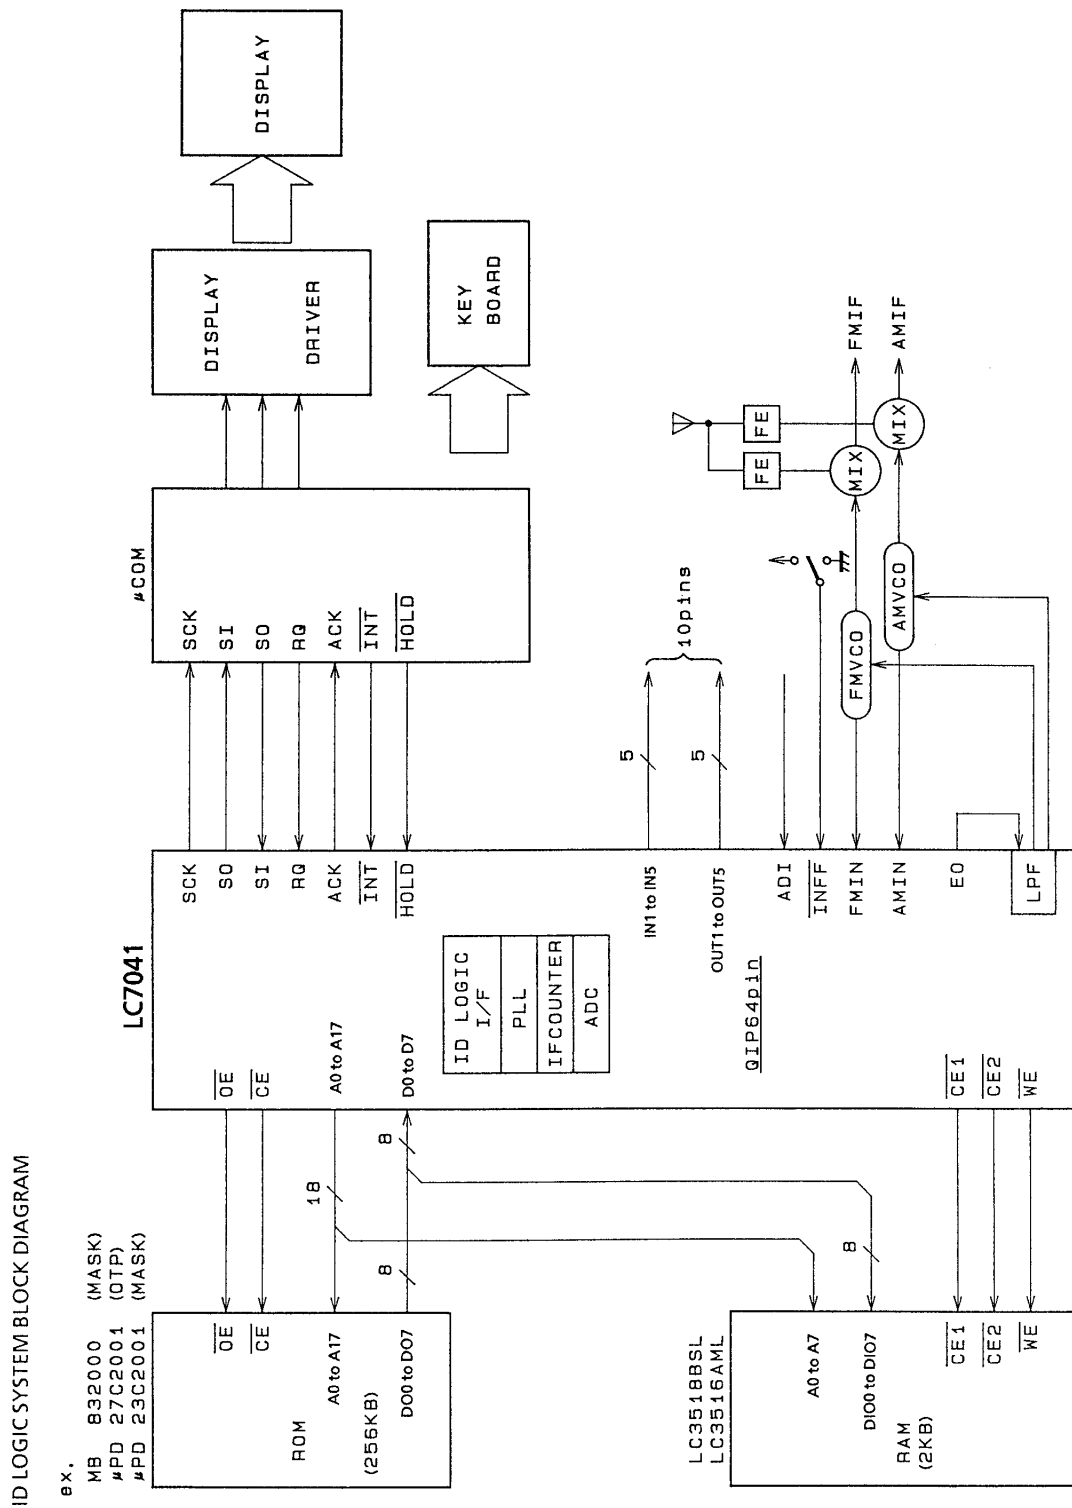 ID LOGIC SYSTEM BLOCK DIAGRAM
ex.
MB 832000 (MASK)
μPD 27C2001 (OTP)
μPD 23C2001 (MASK)
OE
CE
ROM
A0 to A17
(256KB)
DO0 to DO7
18
8
8
8
LC3518BSL
LC3516AML
A0 to A7
DIO0 to DIO7
RAM
(2KB)
CE1
CE2
WE
LC7041
OE
CE
A0 to A17
D0 to D7
CE1
CE2
WE
ID LOGIC
I/F
PLL
IFCOUNTER
ADC
QIP64pin
SCK
SO
SI
RQ
ACK
INT
HOLD
IN1 to IN5
OUT1 to OUT5
ADI
INFF
FMIN
AMIN
EO
LPF
5
5
10pins
μCOM
SCK
SI
SO
RQ
ACK
INT
HOLD
FMVCO
AMVCO
FE
FE
MIX
MIX
FMIF
AMIF
DISPLAY
DRIVER
KEY
BOARD
DISPLAY